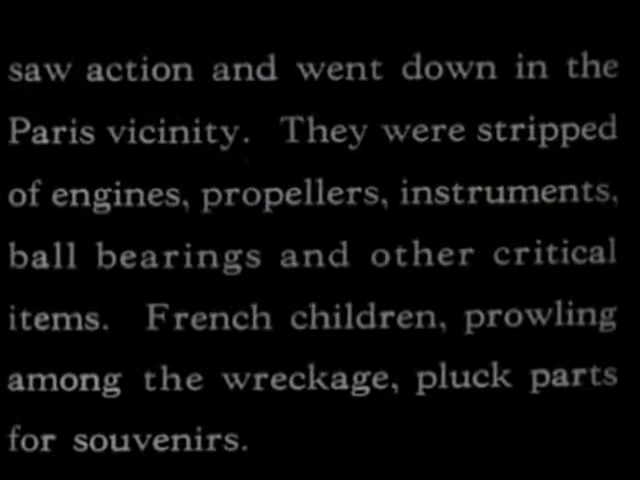 saw action and went down in the
Paris vicinity. They were stripped
of engines, propellers, instruments,
ball bearings and other critical
items. French children, prowling
among the wreckage, pluck parts
for souvenirs.